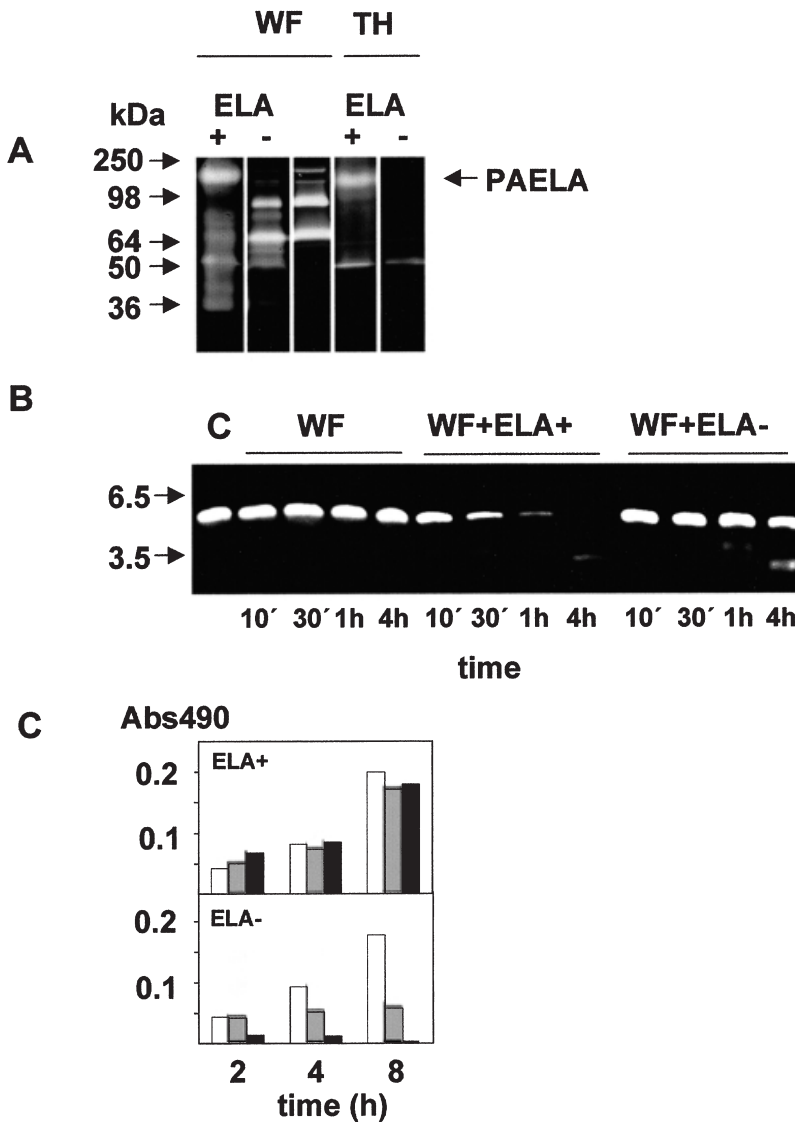 WF TH
kDa ELA ELA
+ - + -
A
250
98
64
50
36
PAELA
B
C WF WF+ELA+ WF+ELA-
6.5
3.5
10´ 30´ 1h 4h 10´ 30´ 1h 4h 10´ 30´ 1h 4h
time
C
Abs490
ELA+
0.2
0.1
ELA-
0.2
0.1
2 4 8
time (h)